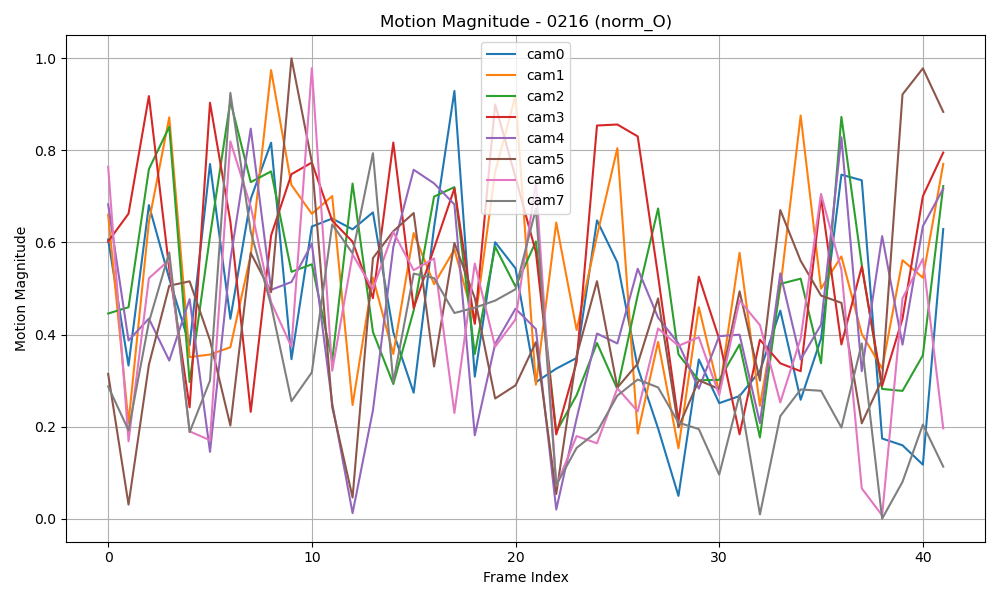 Motion Magnitude - 0216 (norm_O)
cam0
cam1
cam2
cam3
cam4
cam5
cam6
cam7
1.0
0.8
0.6
0.4
0.2
0.0
Motion Magnitude
0
10
20
30
40
Frame Index